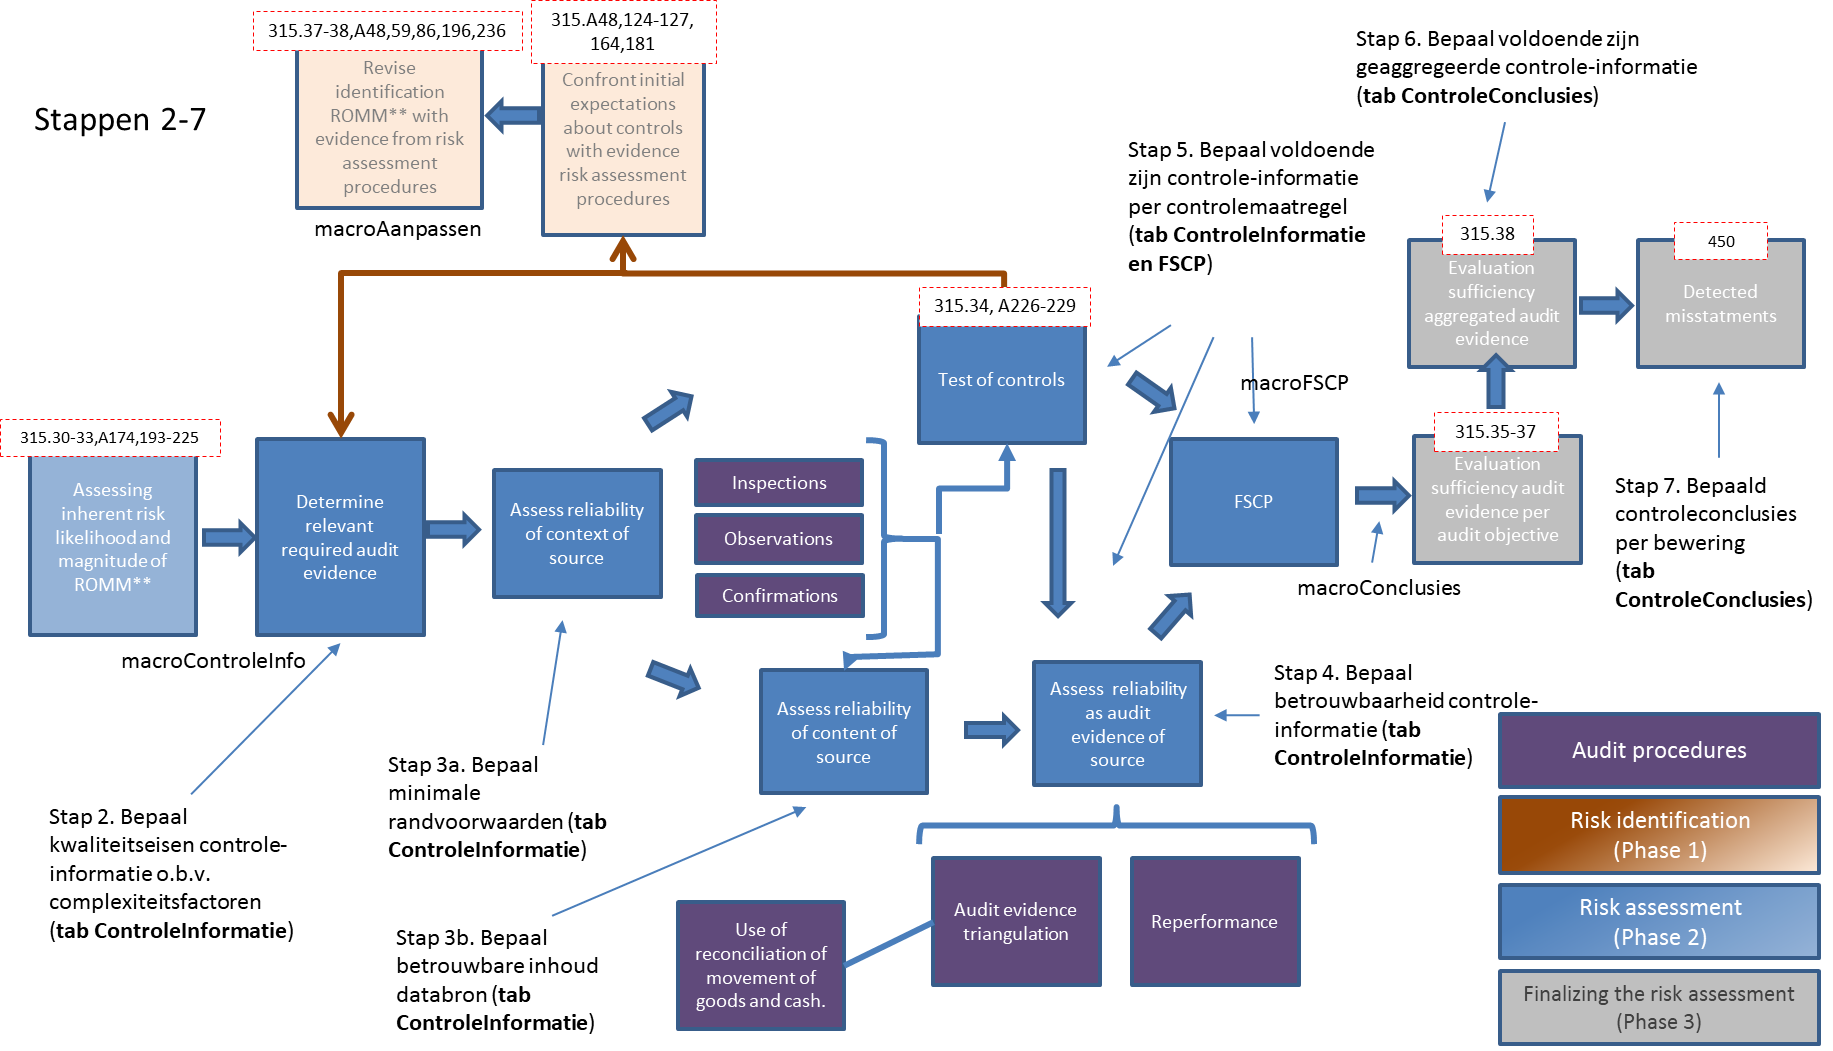 315.37-38,A48,59,86,196,236
Revise
identification
ROMM** with
evidence from risk
assessment
procedures
macroAanpassen
315.A48,124-127,
164,181
Confront initial
expectations
about controls
with evidence
risk assessment
procedures
Stappen 2-7
Stap 6. Bepaal voldoende zijn
geaggregeerde controle-informatie
(tab ControleConclusies)
Stap 5. Bepaal voldoende
zijn controle-informatie
per controlemaatregel
(tab ControleInformatie
en FSCP)
315.38
Evaluation
sufficiency
aggregated audit
evidence
450
Detected
misstatments
315.34, A226-229
Test of controls
macroFSCP
315.30-33,A174,193-225
Assessing
inherent risk
likelihood and
magnitude of
ROMM**
macroControleInfo
Determine
relevant
required audit
evidence
Assess reliability
of context of
source
Inspections
Observations
Confirmations
FSCP
macroConclusies
315.35-37
Evaluation
sufficiency audit
evidence per
audit objective
Stap 7. Bepaald
controleconclusies
per bewering
(tab
ControleConclusies)
Assess reliability
of content of
source
Assess  reliability
as audit
evidence of
source
Stap 4. Bepaal
betrouwbaarheid controle-
informatie (tab
ControleInformatie)
Stap 2. Bepaal
kwaliteitseisen controle-
informatie o.b.v.
complexiteitsfactoren
(tab ControleInformatie)
Stap 3a. Bepaal
minimale
randvoorwaarden (tab
ControleInformatie)
Stap 3b. Bepaal
betrouwbare inhoud
databron (tab
ControleInformatie)
Use of
reconciliation of
movement of
goods and cash.
Audit evidence
triangulation
Reperformance
Audit procedures
Risk identification
(Phase 1)
Risk assessment
(Phase 2)
Finalizing the risk assessment
(Phase 3)